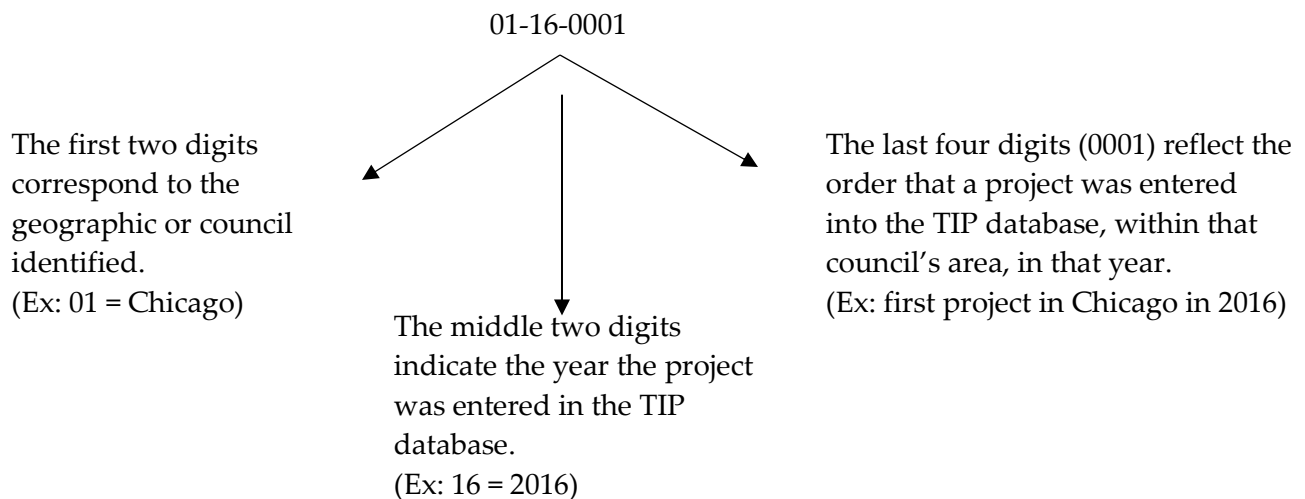 01-16-0001
The first two digits
correspond to the
geographic or council
identified.
(Ex: 01 = Chicago)
The middle two digits
indicate the year the project
was entered in the TIP
database.
(Ex: 16 = 2016)
The last four digits (0001) reflect the
order that a project was entered
into the TIP database, within that
council’s area, in that year.
(Ex: first project in Chicago in 2016)